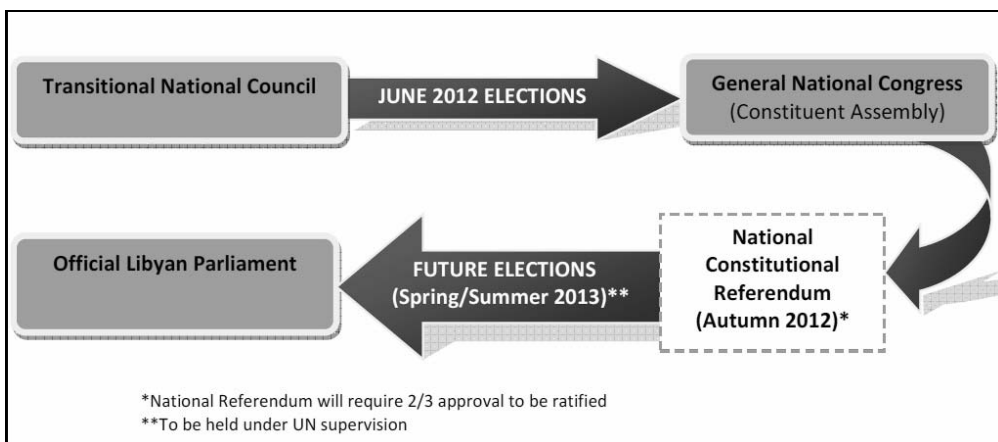 Transitional National Council
JUNE 2012 ELECTIONS
General National Congress
(Constituent Assembly)
National
Constitutional
Referendum
(Autumn 2012)*
FUTURE ELECTIONS
(Spring/Summer 2013)**
Official Libyan Parliament
*National Referendum will require 2/3 approval to be ratified
**To be held under UN supervision